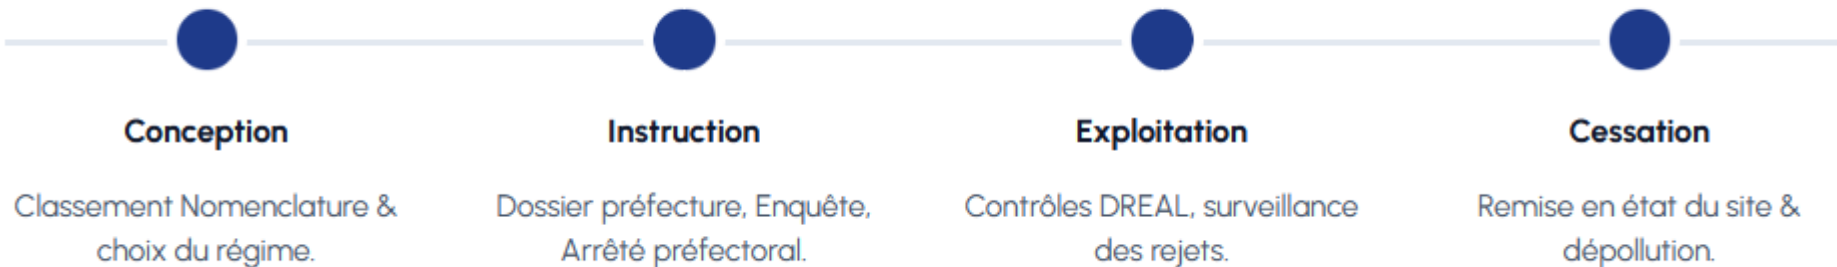 Conception
Classement Nomenclature &
choix du régime.
Instruction
Dossier préfecture, Enquête,
Arrêté préfectoral.
Exploitation
Contrôles DREAL, surveillance
des rejets.
Cessation
Remise en état du site &
dépollution.